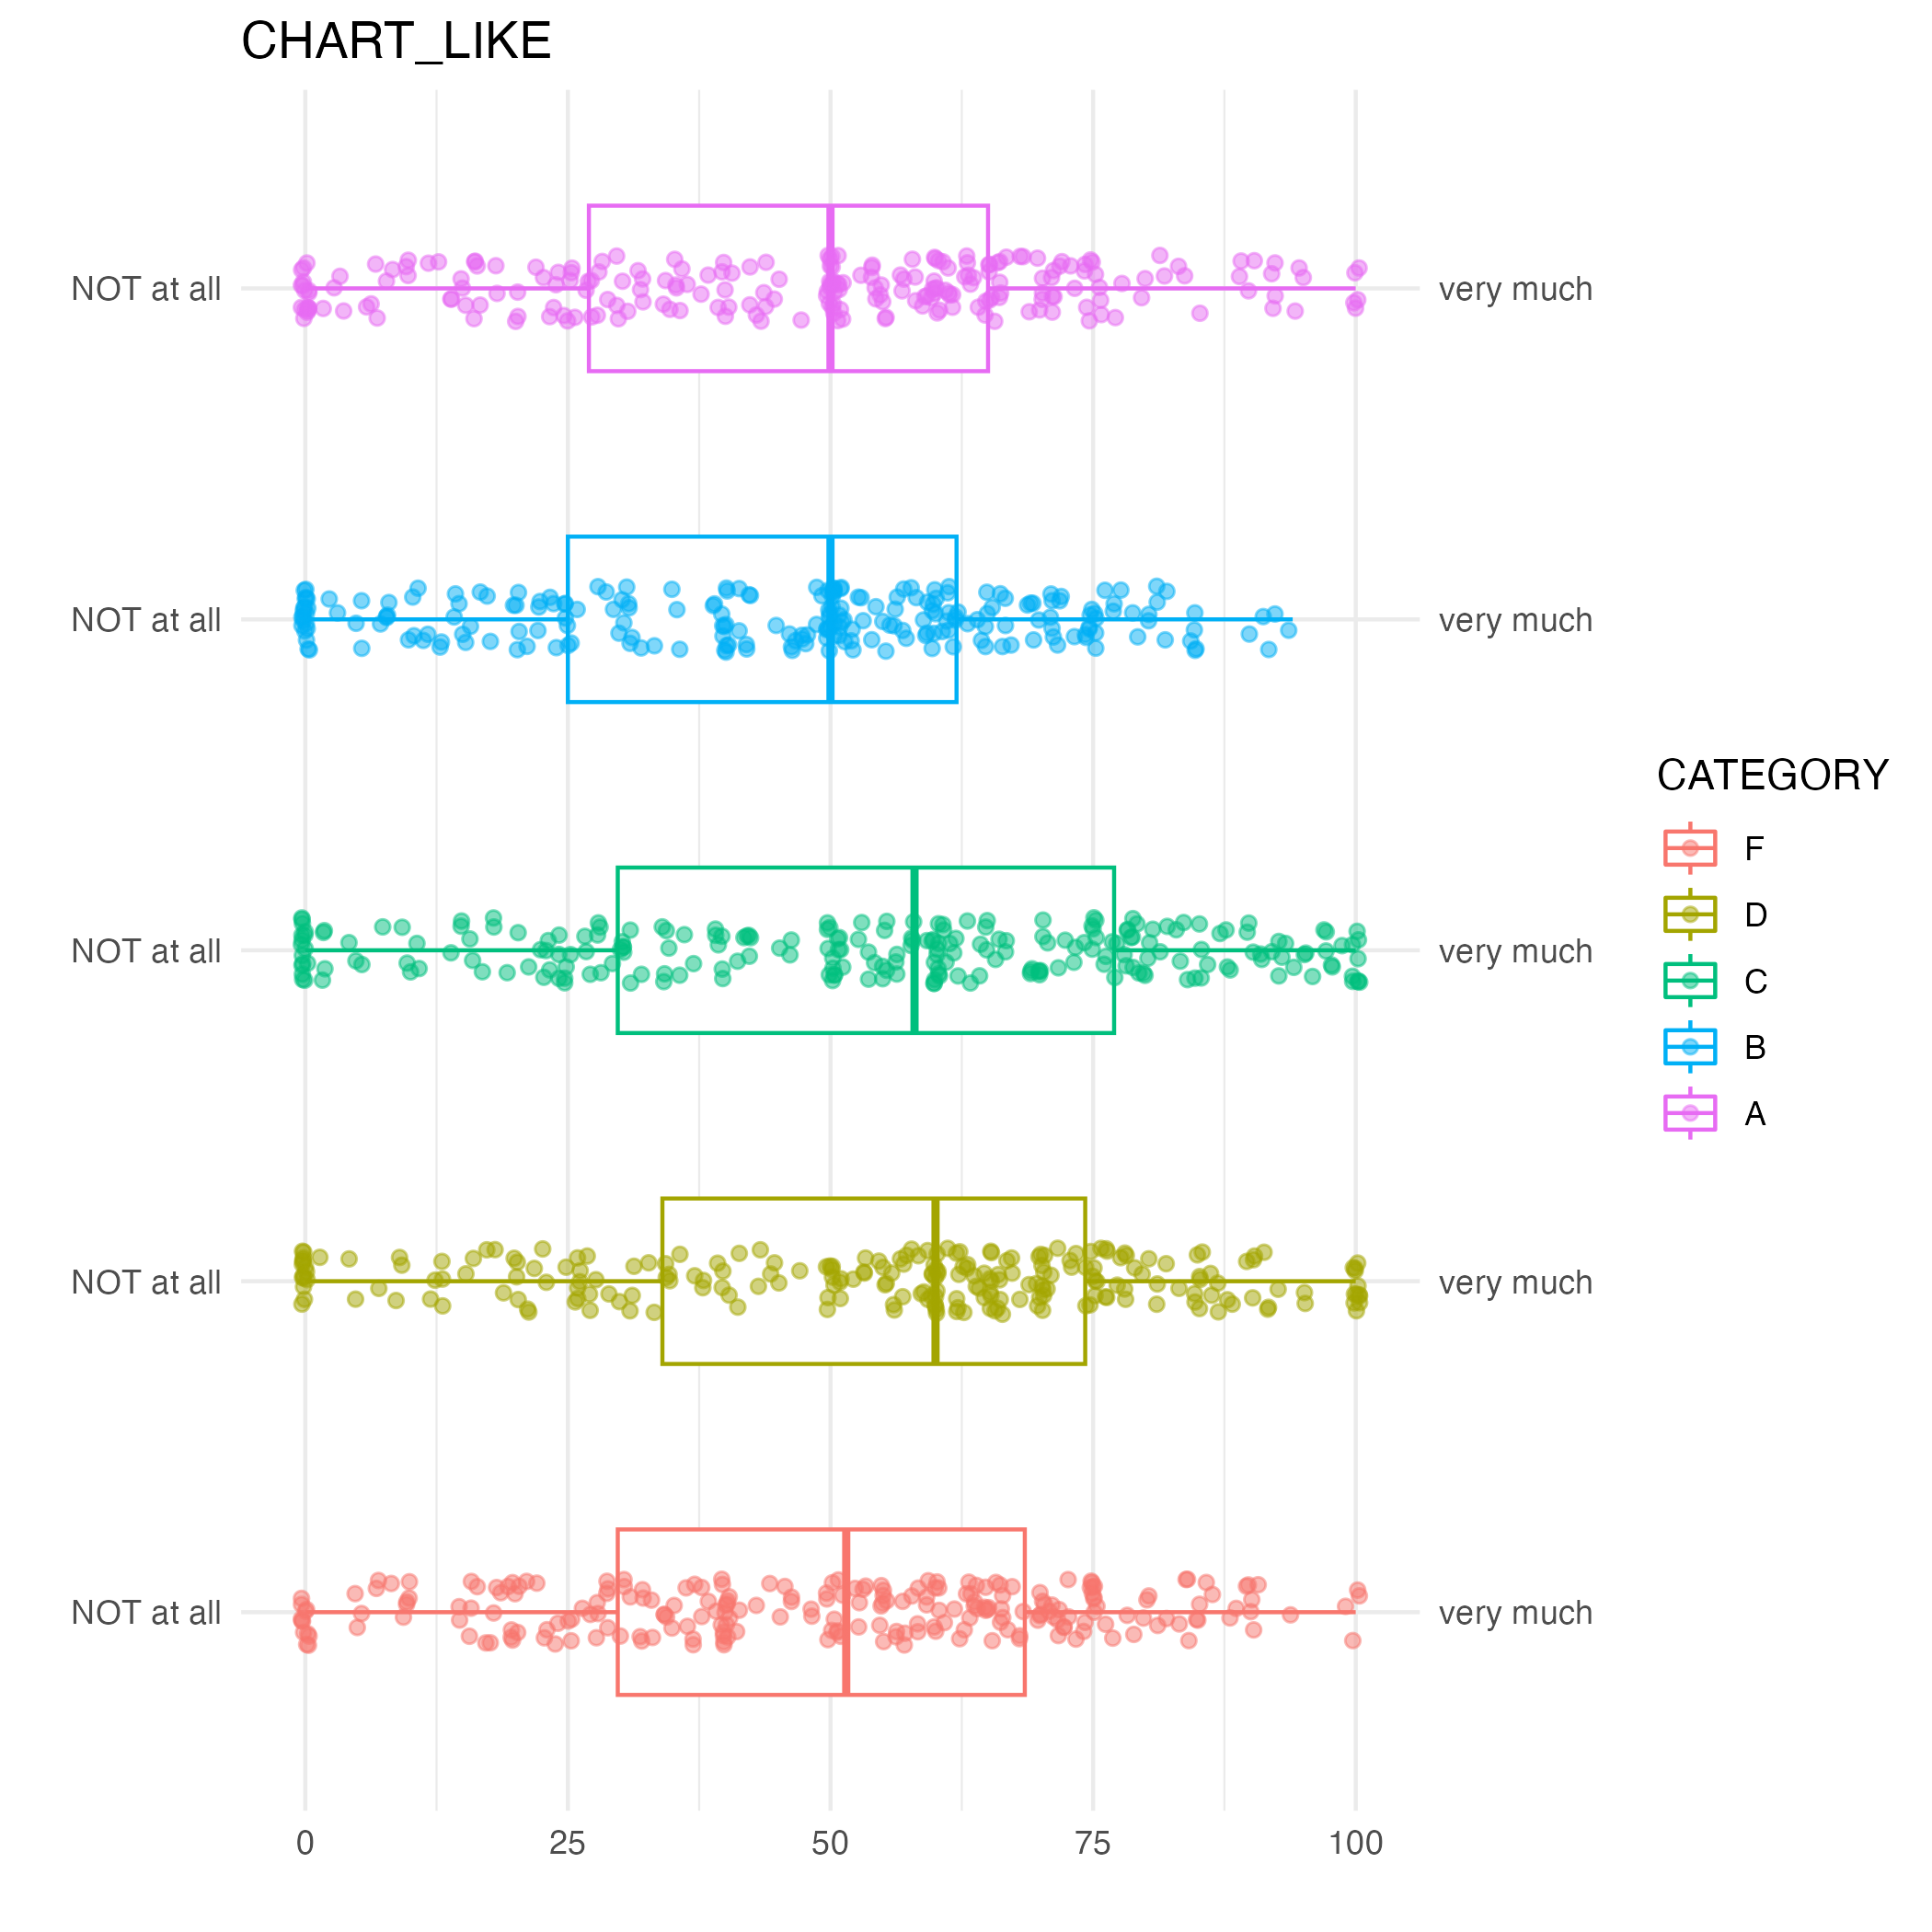 CHART_LIKE
NOT at all very much
NOT at all very much
NOT at all very much
NOT at all very much
NOT at all very much
0 25 50 75 100
CATEGORY
F
D
C
B
A